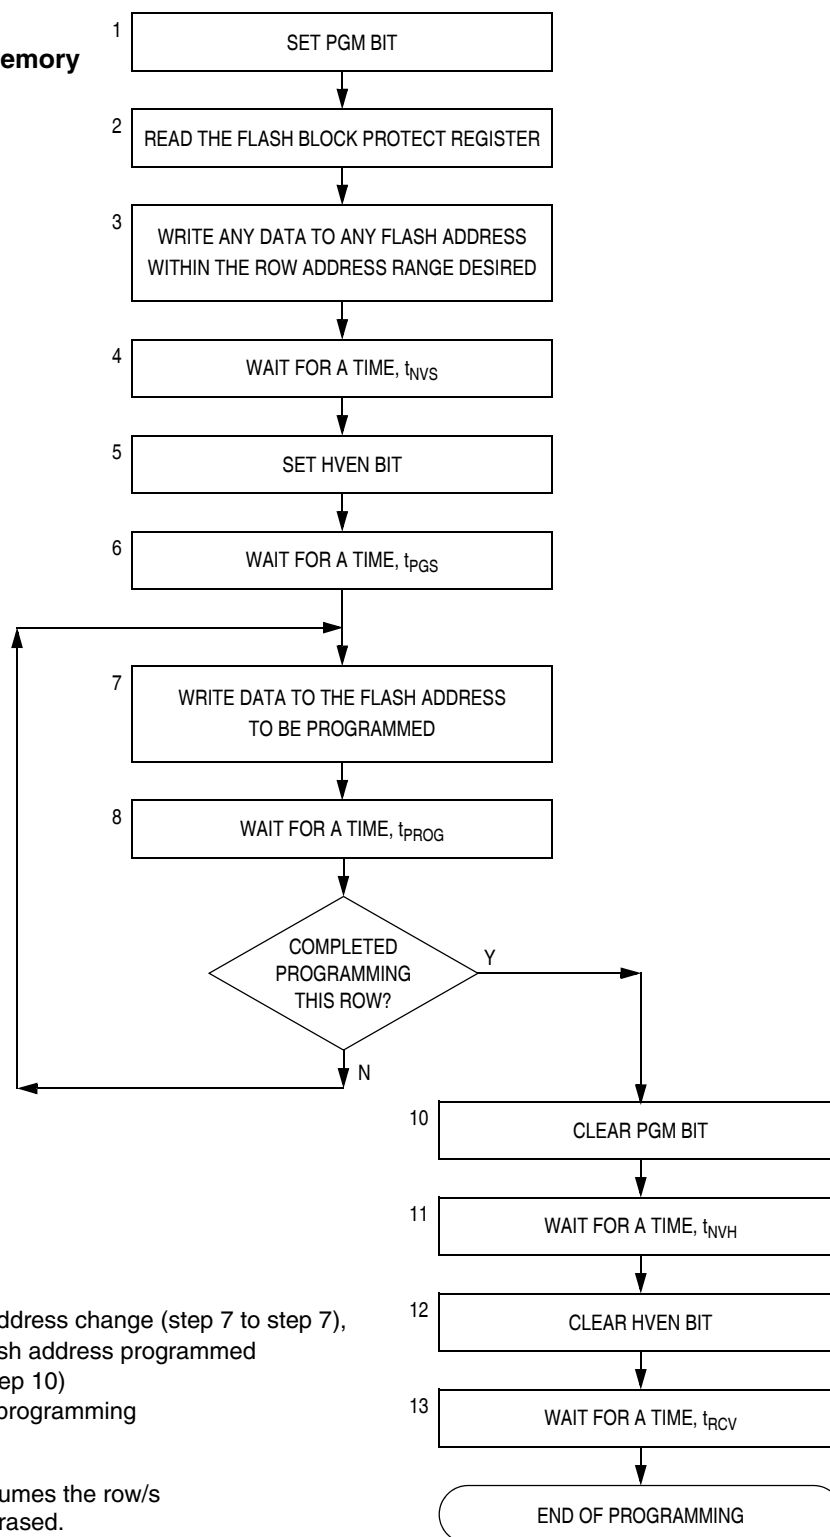 1
SET PGM BIT
emory
2
READ THE FLASH BLOCK PROTECT REGISTER
3
WRITE ANY DATA TO ANY FLASH ADDRESS
WITHIN THE ROW ADDRESS RANGE DESIRED
4
WAIT FOR A TIME, tNVS
5
SET HVEN BIT
6
WAIT FOR A TIME, tPGS
7
WRITE DATA TO THE FLASH ADDRESS
TO BE PROGRAMMED
8
WAIT FOR A TIME, tPROG
COMPLETED
PROGRAMMING
THIS ROW?
Y
N
10
CLEAR PGM BIT
11
WAIT FOR A TIME, tNVH
12
CLEAR HVEN BIT
13
WAIT FOR A TIME, tRCV
END OF PROGRAMMING
ddress change (step 7 to step 7),
sh address programmed
ep 10)
programming
umes the row/s
rased.